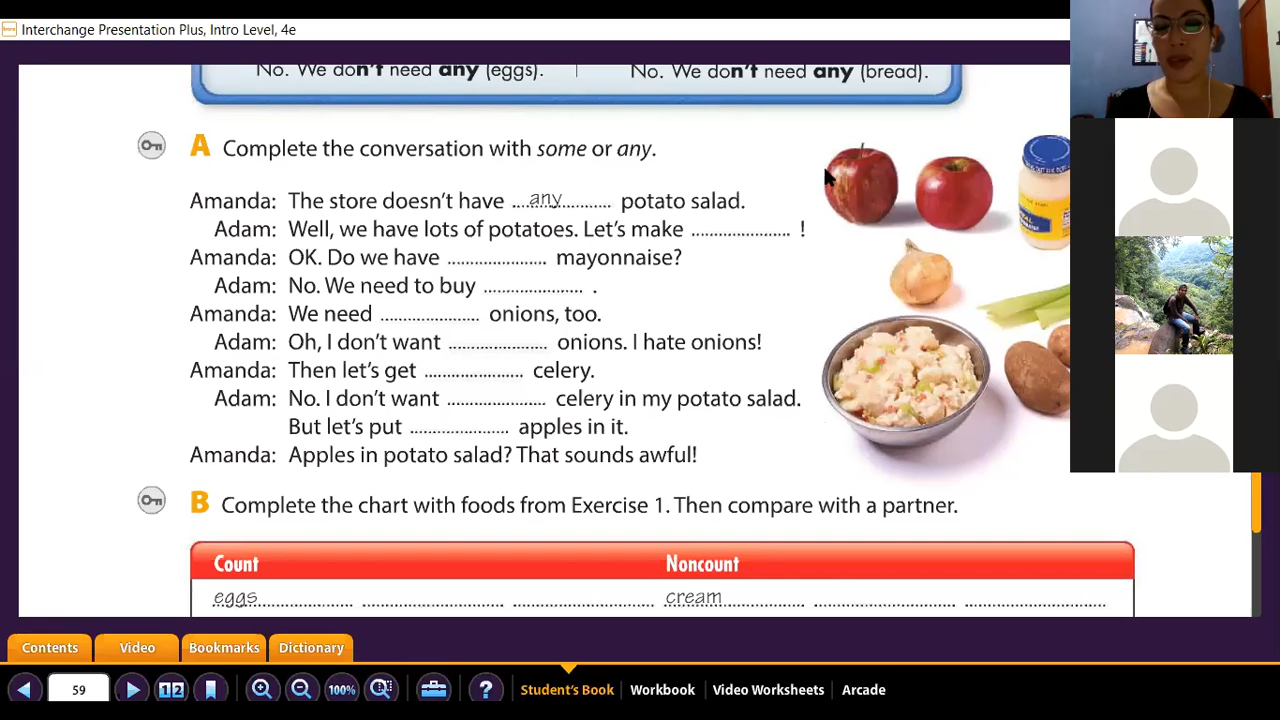 Interchange Presentation Plus, Intro Level, 4e
No. We don't need any (eggs).
No. We don't need any (bread).
A Complete the conversation with some or any.
Amanda: The store doesn't have any potato salad.
Adam: Well, we have lots of potatoes. Let's make .................... !
Amanda: OK. Do we have .................... mayonnaise?
Adam: No. We need to buy .................... .
Amanda: We need .................... onions, too.
Adam: Oh, I don't want .................... onions. I hate onions!
Amanda: Then let's get .................... celery.
Adam: No. I don't want .................... celery in my potato salad.
But let's put .................... apples in it.
Amanda: Apples in potato salad? That sounds awful!
B Complete the chart with foods from Exercise 1. Then compare with a partner.
Count Noncount
eggs cream
Contents Video Bookmarks Dictionary
59 12 100% ? Student's Book Workbook Video Worksheets Arcade